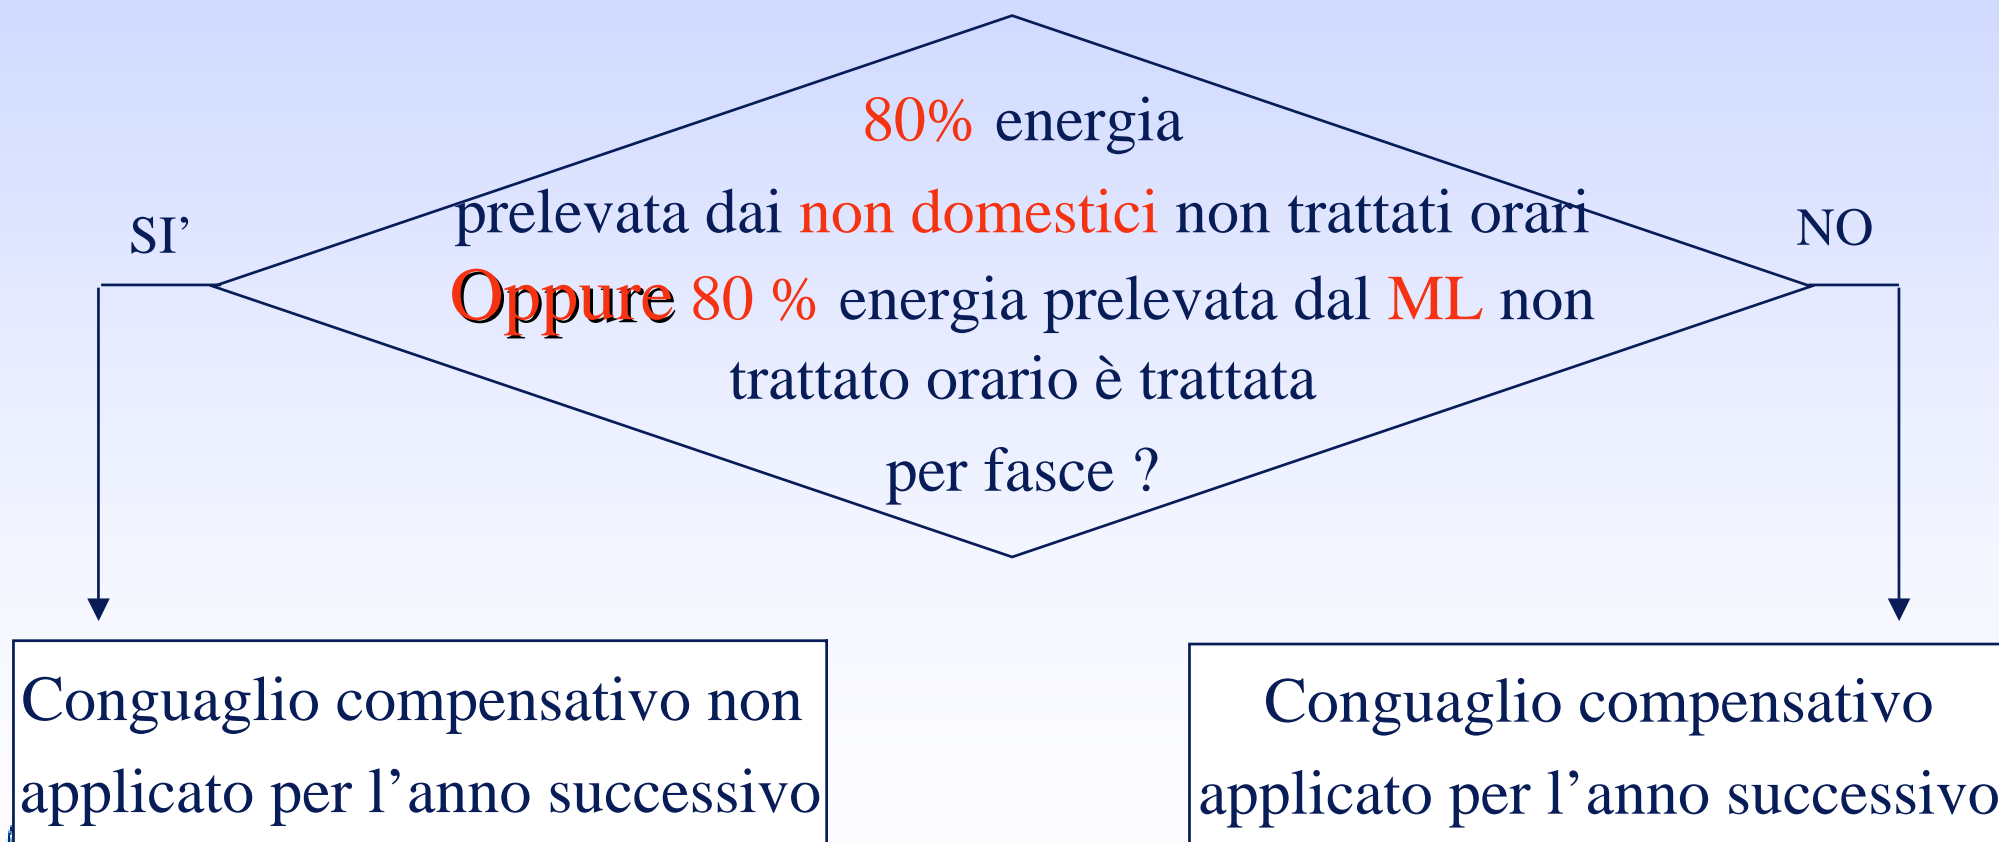 80% energia
prelevata dai non domestici non trattati orari
SI’
NO
Oppure 80 % energia prelevata dal ML non
trattato orario è trattata
per fasce ?
Conguaglio compensativo non
applicato per l’anno successivo
Conguaglio compensativo
applicato per l’anno successivo